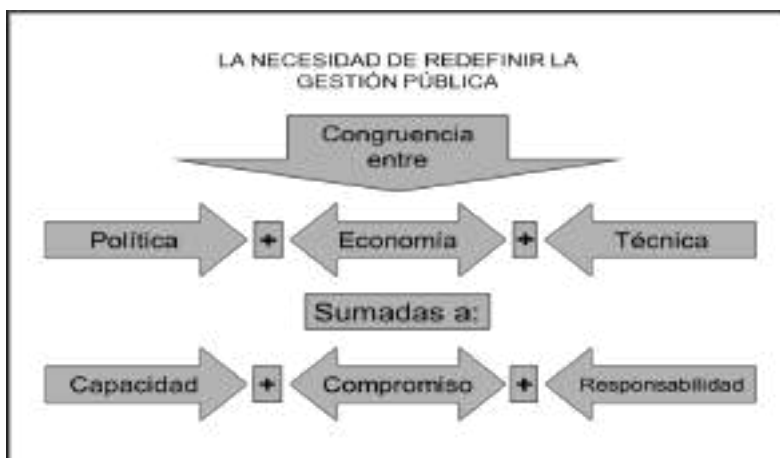 LA NECESIDAD DE REDEFINIR LA
GESTIÓN PÚBLICA
Congruencia
entre
Política + Economía + Técnica
Sumadas a:
Capacidad + Compromiso + Responsabilidad